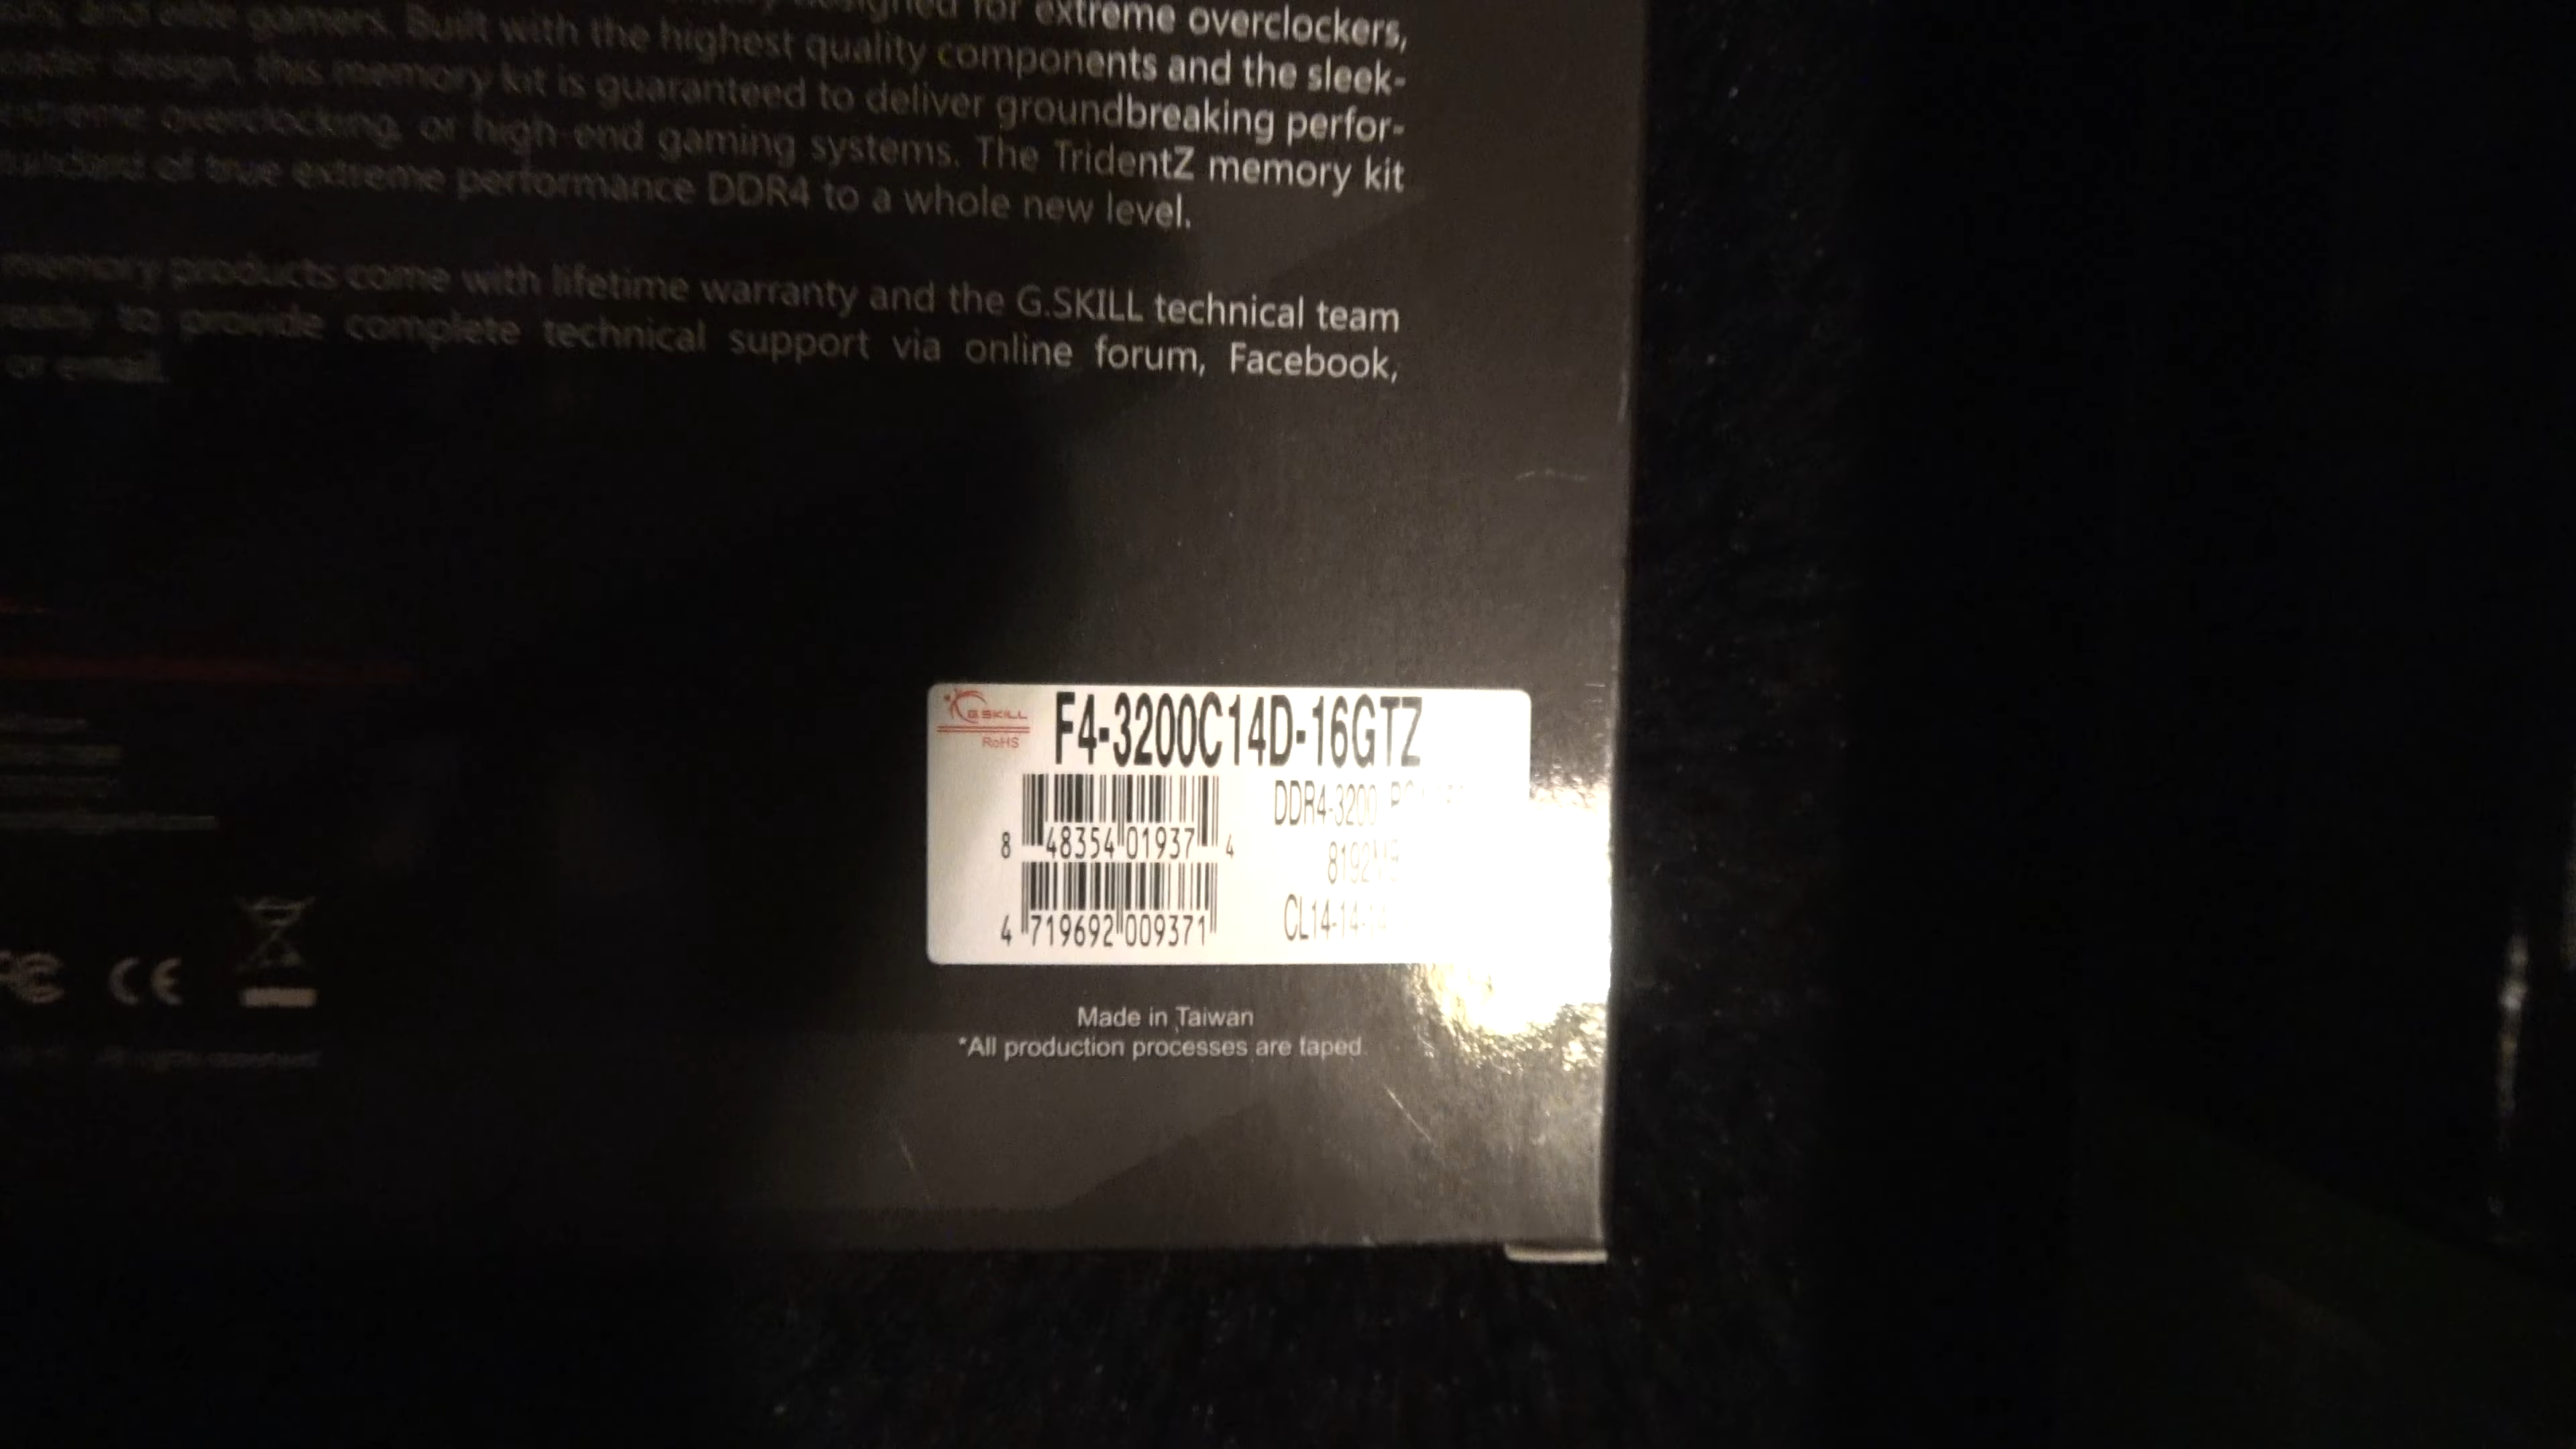 designed for extreme overclockers,
and elite gamers. Built with the highest quality components and the sleek-
design, this memory kit is guaranteed to deliver groundbreaking perfor-
extreme overclocking, or high-end gaming systems. The TridentZ memory kit
standard of true extreme performance DDR4 to a whole new level.
memory products come with lifetime warranty and the G.SKILL technical team
ready to provide complete technical support via online forum, Facebook,
or email.
G.SKILL
RoHS
F4-3200C14D-16GTZ
DDR4-3200
8 48354 01937 4
8192MB
CL14-14-14
4 719692 009371
CE
Made in Taiwan
*All production processes are taped.
All rights reserved.